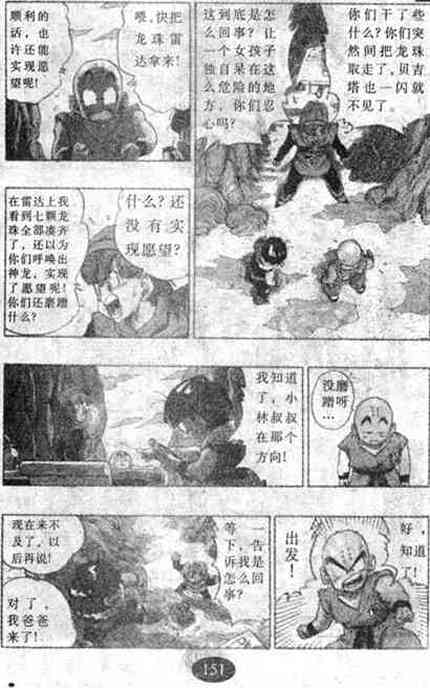 你们干了些
什么?你们突
然间把龙珠
取走了,贝吉
塔也一闪就
不见了。
这到底是怎
么回事?让
一个女孩子
独自呆在这
么危险的地
方,你们忍
心吗?
喂,快把
龙珠雷
达拿来!
顺利的
话,也
许还能
实现愿
望呢!
什么?还
没有实
现愿望?
在雷达上我
看到七颗龙
珠全部凑齐
了,还以为
你们呼唤出
神龙,实现
了愿望呢!
你们还磨蹭
什么?
没磨
蹭呀
…
我知道
了,小
林叔叔
在那个
方向!
好,
知道
了!
出发!
等一
下,告
诉我
怎么回
事?
现在来不
及了,以
后再说!
对了,
我爸爸
来了!
151